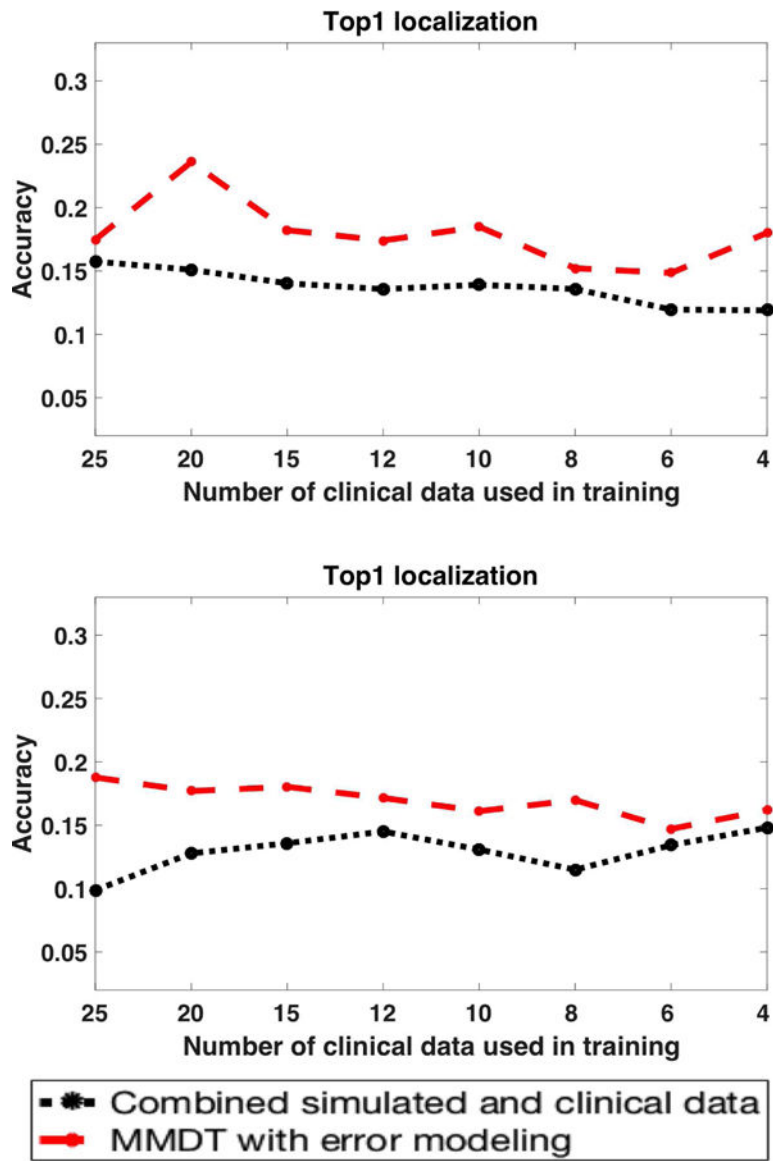 Top1 localization
0.3
0.25
0.2
0.15
0.1
0.05
Accuracy
25 20 15 12 10 8 6 4
Number of clinical data used in training
Top1 localization
0.3
0.25
0.2
0.15
0.1
0.05
Accuracy
25 20 15 12 10 8 6 4
Number of clinical data used in training
Combined simulated and clinical data
MMDT with error modeling